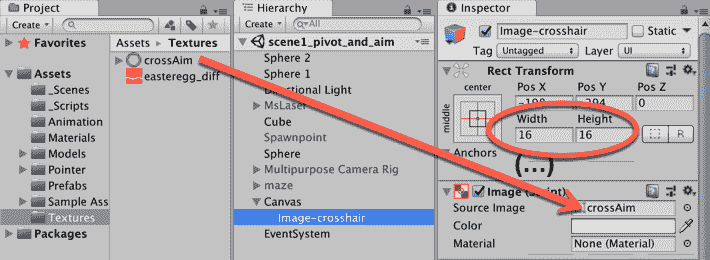 Project
Create
★ Favorites
Assets
_Scenes
_Scripts
Animation
Materials
Models
Pointer
Prefabs
Sample Ass
Textures
Packages
Assets ▸ Textures
crossAim
easteregg_diff
Hierarchy
Create All
scene1_pivot_and_aim
Sphere 2
Sphere 1
Directional Light
MsLaser
Cube
Spawnpoint
Sphere
Multipurpose Camera Rig
maze
Canvas
Image-crosshair
EventSystem
Inspector
Image-crosshair Static
Tag Untagged Layer UI
Rect Transform
center Pos X Pos Y Pos Z
middle -294 0
Width Height
16 16 R
Anchors
(...)
Image (Script)
Source Image crossAim
Color
Material None (Material)